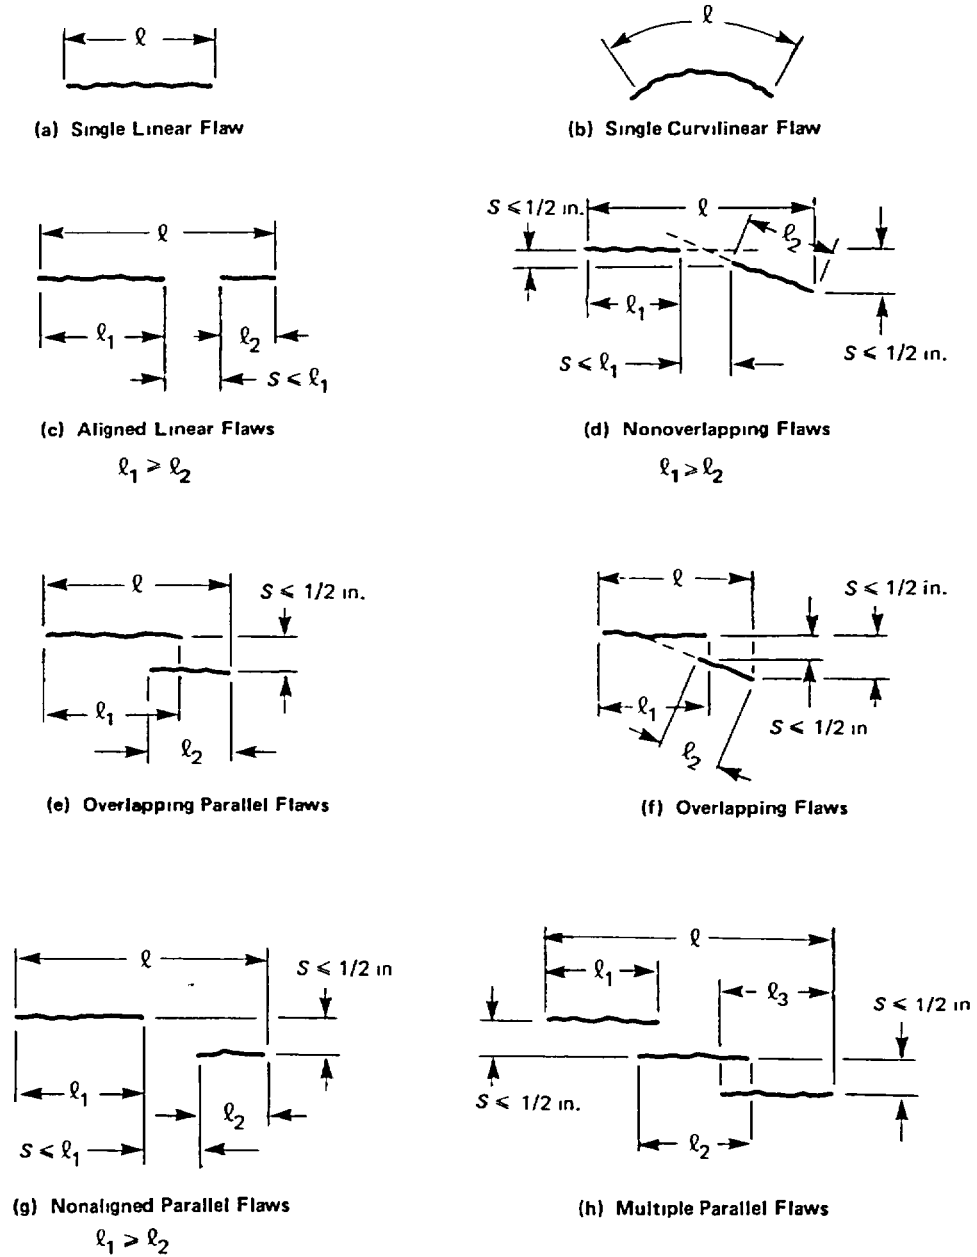 ℓ
(a) Single Linear Flaw
ℓ
(b) Single Curvilinear Flaw
ℓ
ℓ1
ℓ2
S ⩽ ℓ1
(c) Aligned Linear Flaws
ℓ1 ⩾ ℓ2
S ⩽ 1/2 in.
ℓ
ℓ2
ℓ1
S ⩽ ℓ1
S ⩽ 1/2 in.
(d) Nonoverlapping Flaws
ℓ1 ⩾ ℓ2
ℓ
S ⩽ 1/2 in.
ℓ1
ℓ2
(e) Overlapping Parallel Flaws
ℓ
S ⩽ 1/2 in.
ℓ1
S ⩽ 1/2 in
ℓ2
(f) Overlapping Flaws
ℓ
S ⩽ 1/2 in
ℓ1
ℓ2
S ⩽ ℓ1
(g) Nonaligned Parallel Flaws
ℓ1 ⩾ ℓ2
ℓ
ℓ1
ℓ3
S ⩽ 1/2 in
S ⩽ 1/2 in.
ℓ2
(h) Multiple Parallel Flaws